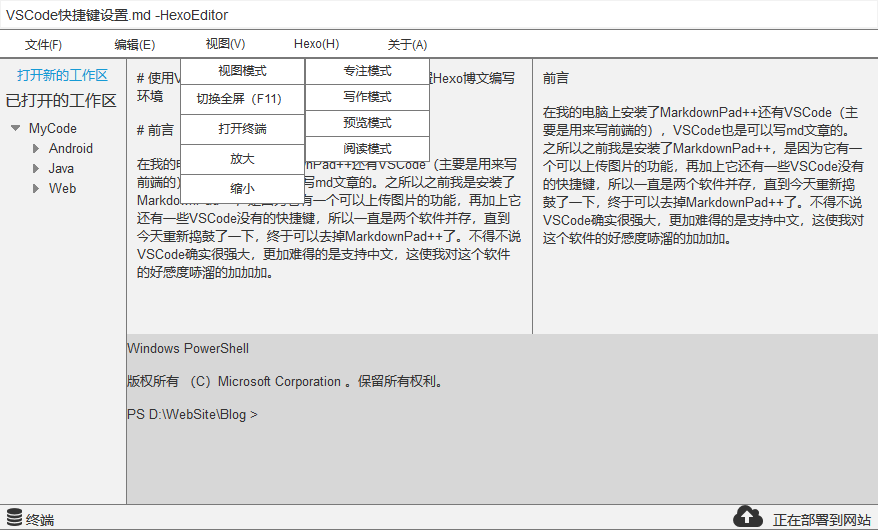 VSCode快捷键设置.md -HexoEditor
文件(F)
编辑(E)
视图(V)
Hexo(H)
关于(A)
打开新的工作区
已打开的工作区
MyCode
Android
Java
Web
视图模式
切换全屏（F11）
打开终端
放大
缩小
专注模式
写作模式
预览模式
阅读模式
# 使用V
Hexo博文编写
环境
# 前言
在我的电
nPad++还有VSCode（主要是用来写
前端的）
写md文章的。之所以之前我是安装了
Markdown
可以上传图片的功能，再加上它
还有一些VSCode没有的快捷键，所以一直是两个软件并存，直到
今天重新捣鼓了一下，终于可以去掉MarkdownPad++了。不得不说
VSCode确实很强大，更加难得的是支持中文，这使我对这个软件
的好感度哧溜的加加加。
前言
在我的电脑上安装了MarkdownPad++还有VSCode（主
要是用来写前端的），VSCode也是可以写md文章的。
之所以之前我是安装了MarkdownPad++，是因为它有一
个可以上传图片的功能，再加上它还有一些VSCode没有
的快捷键，所以一直是两个软件并存，直到今天重新捣
鼓了一下，终于可以去掉MarkdownPad++了。不得不说
VSCode确实很强大，更加难得的是支持中文，这使我对
这个软件的好感度哧溜的加加加。
Windows PowerShell
版权所有 （C）Microsoft Corporation 。保留所有权利。
PS D:\WebSite\Blog >
终端
正在部署到网站